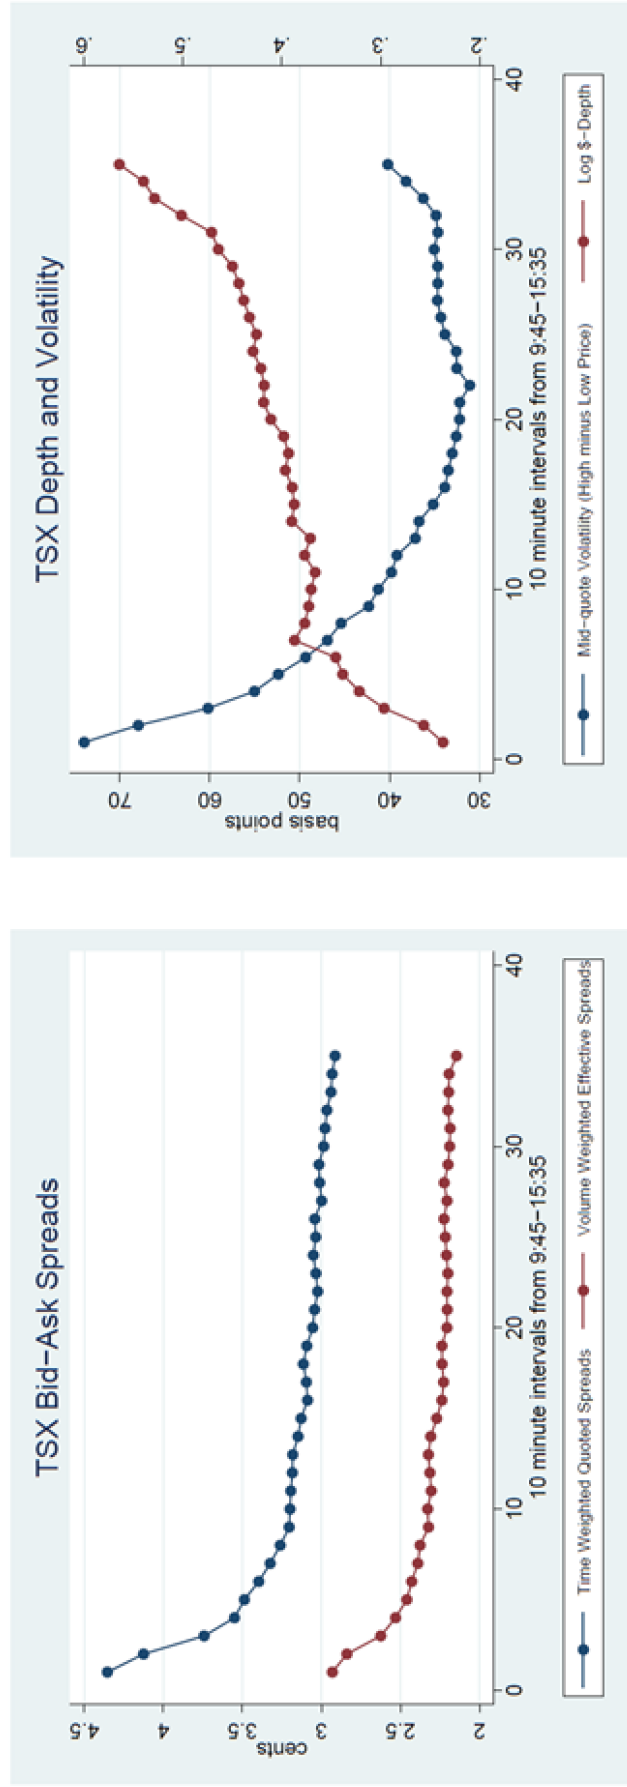 TSX Bid−Ask Spreads
4.5
4
3.5
3
2.5
2
cents
0
10
20
30
40
10 minute intervals from 9:45−15:35
Time Weighted Quoted Spreads
Volume Weighted Effective Spreads
TSX Depth and Volatility
70
60
50
40
30
basis points
.6
.5
.4
.3
.2
0
10
20
30
40
10 minute intervals from 9:45−15:35
Mid−quote Volatility (High minus Low Price)
Log $−Depth